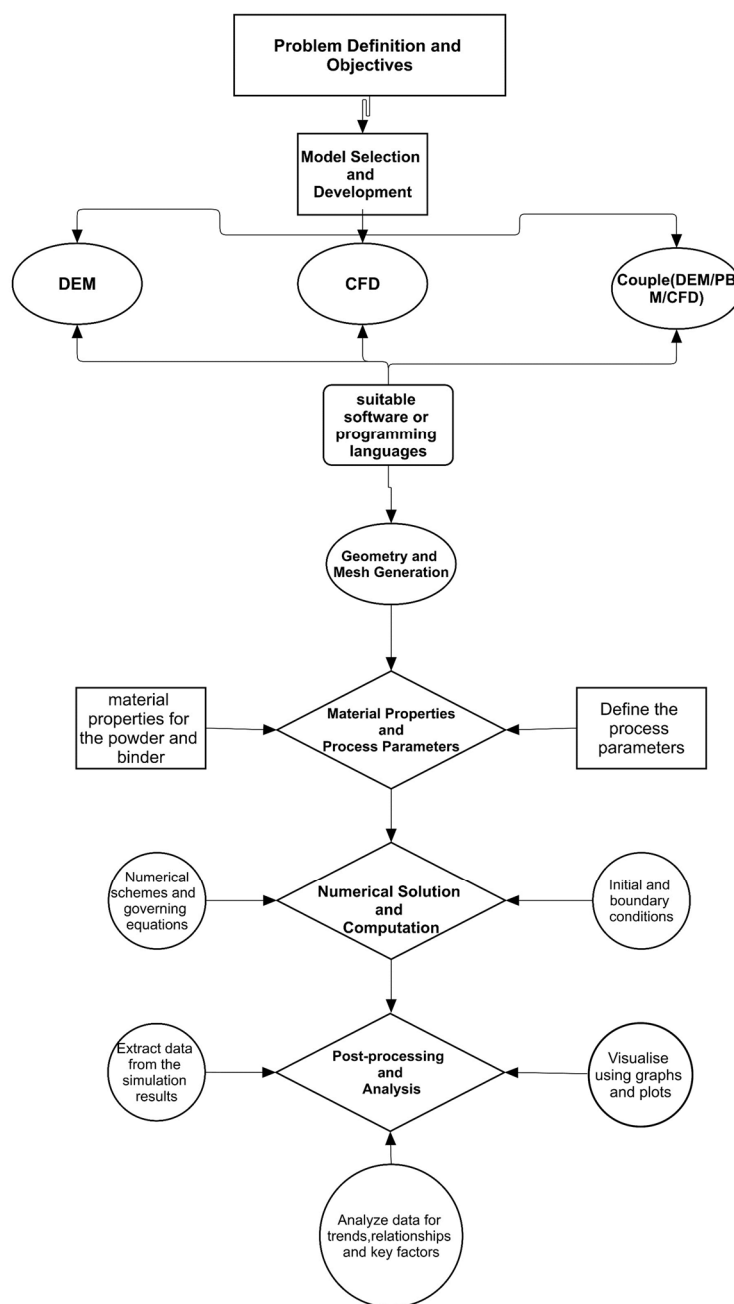 Problem Definition and
Objectives
Model Selection
and
Development
DEM
CFD
Couple(DEM/PB
M/CFD)
suitable
software or
programming
languages
Geometry and
Mesh Generation
material
properties for
the powder and
binder
Material Properties
and
Process Parameters
Define the
process
parameters
Numerical
schemes and
governing
equations
Numerical Solution
and
Computation
Initial and
boundary
conditions
Extract data
from the
simulation
results
Post-processing
and
Analysis
Visualise
using graphs
and plots
Analyze data for
trends,relationships
and key factors